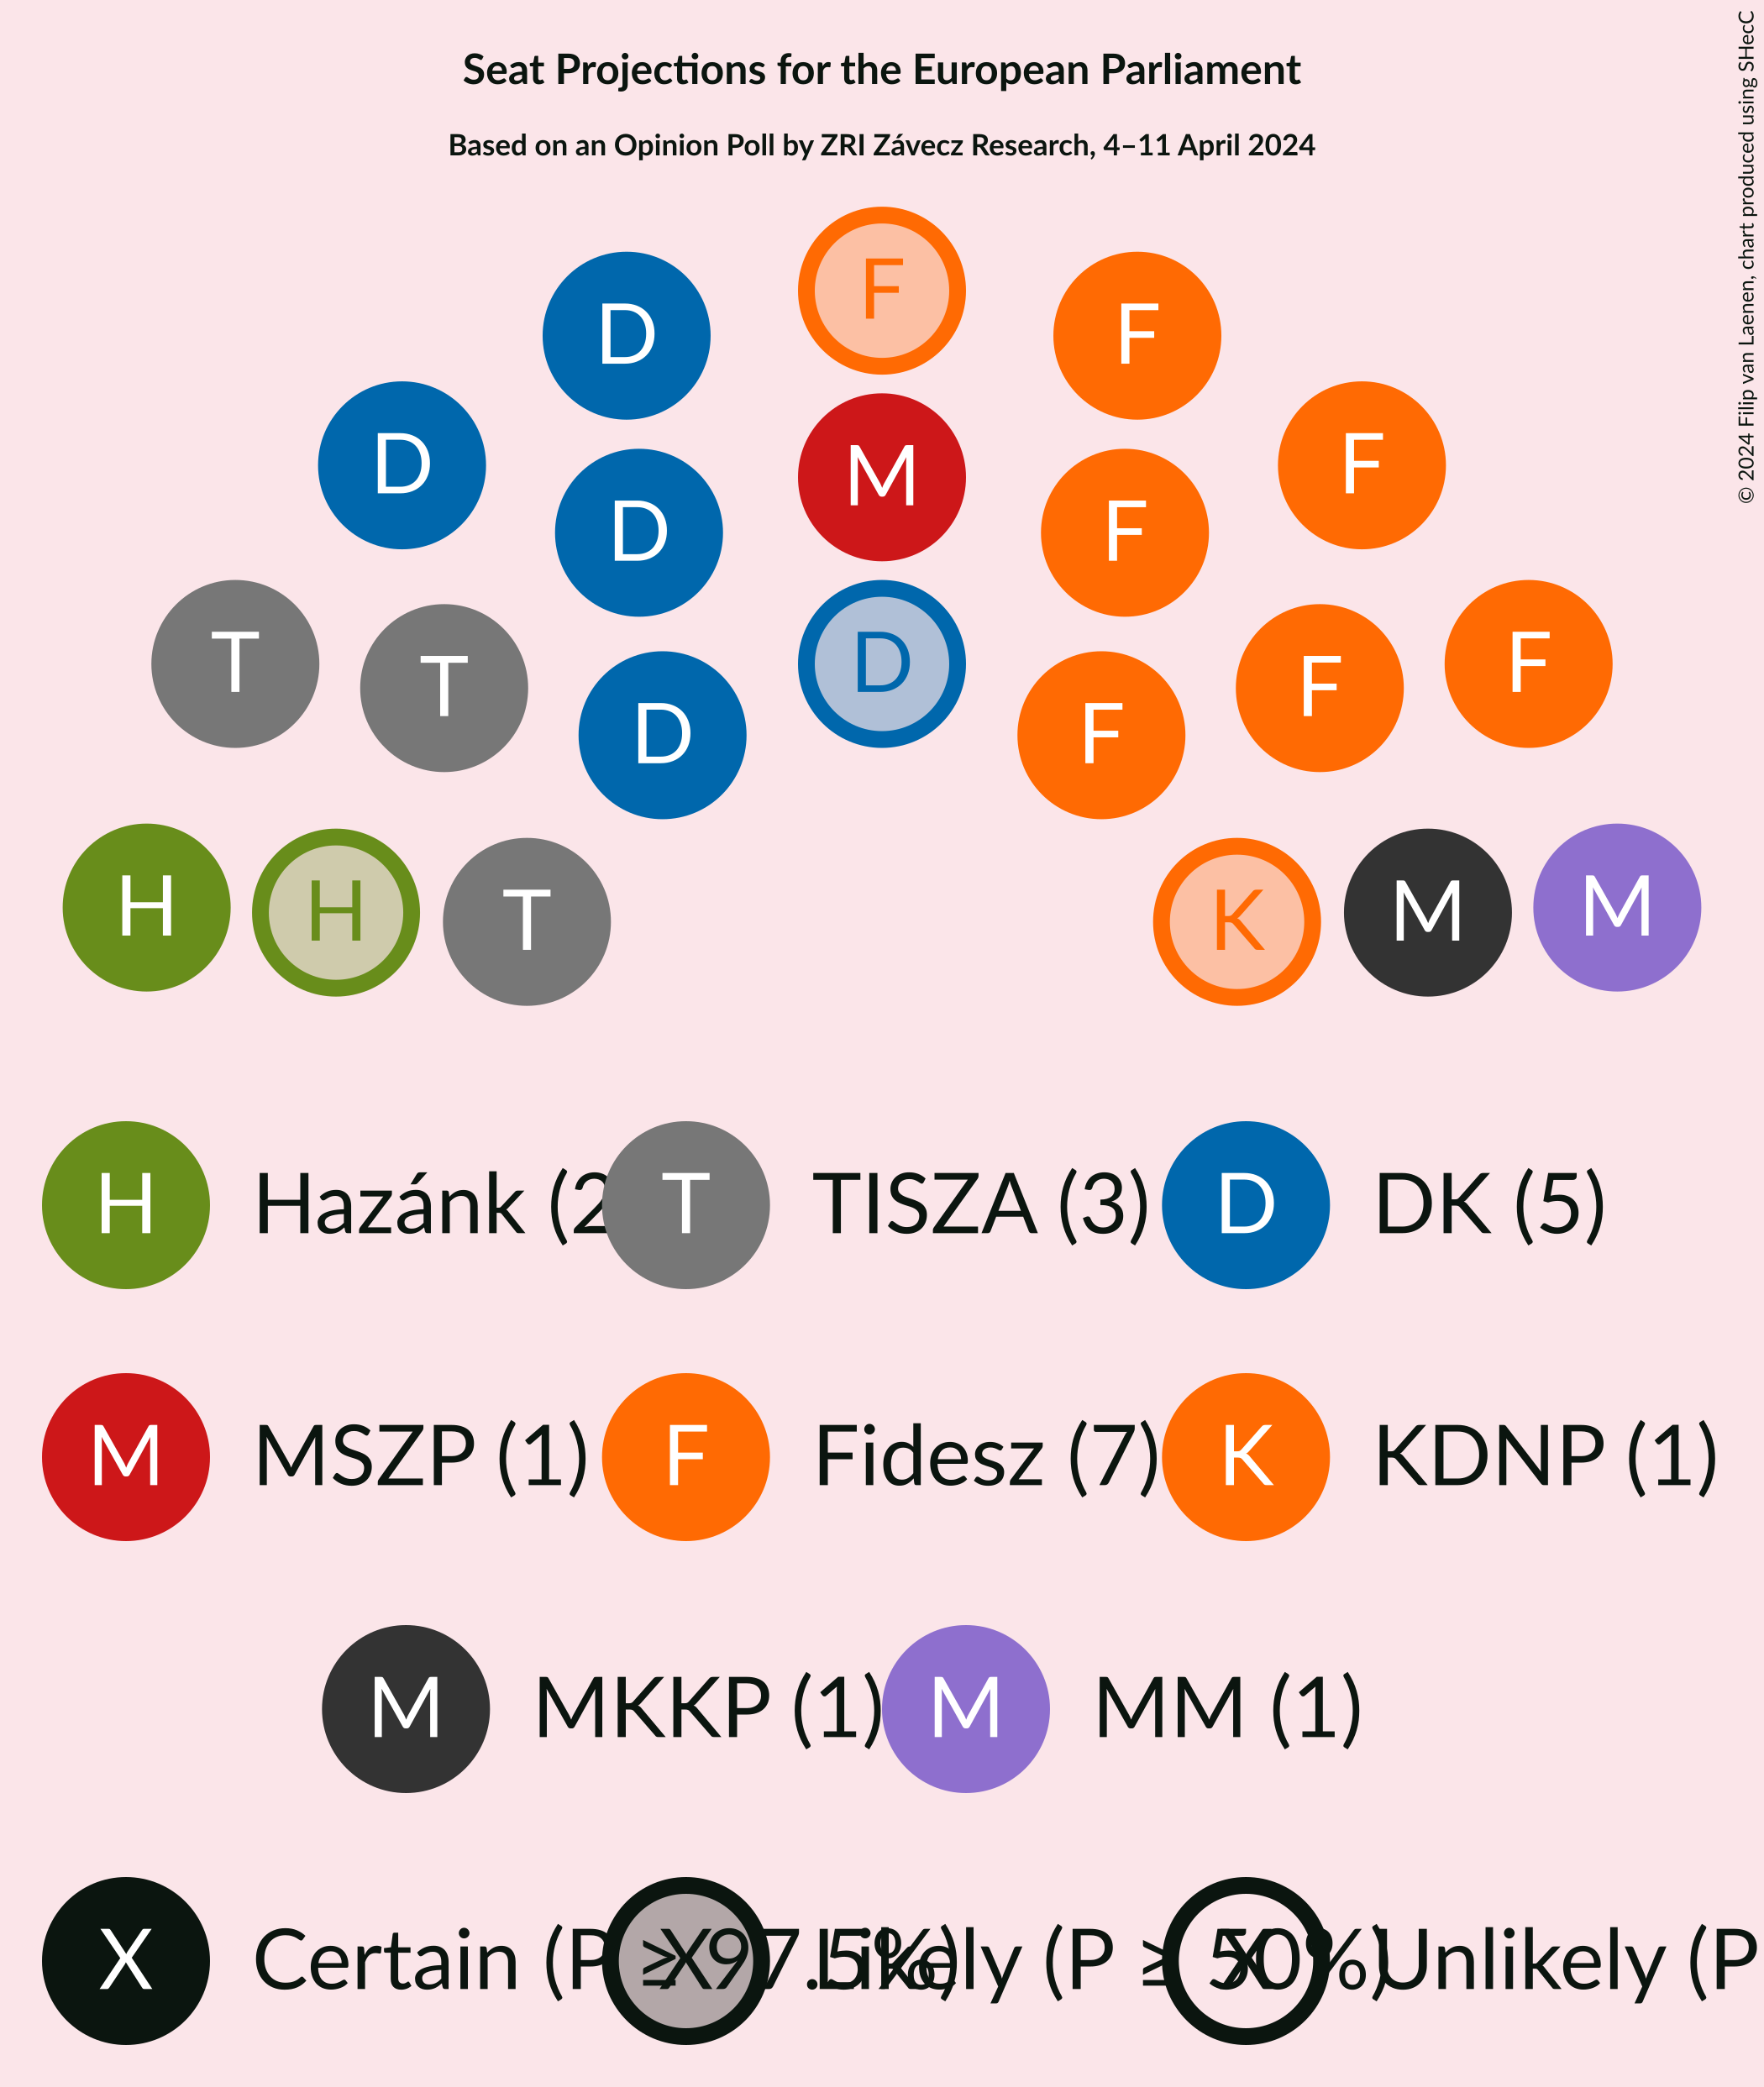 Seat Projections for the European Parliament
Based on an Opinion Poll by ZRI Závecz Research, 4–11 April 2024
© 2024 Filip van Laenen, chart produced using SHecC
F
D F
D M F
D F
T T D F F
D F
H H T K M M
H Hazánk (2 T TISZA (3) D DK (5)
M MSZP (1) F Fidesz (7) K KDNP (1)
M MKKP (1) M MM (1)
X Certain (P ≥ 97.5%) X Likely (P ≥ 50%) X Unlikely (P